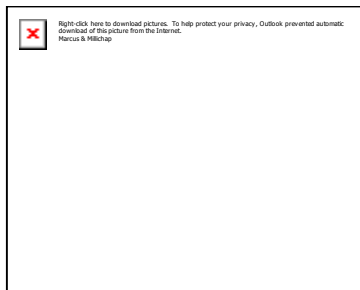 Right-click here to download pictures. To help protect your privacy, Outlook prevented automatic
download of this picture from the Internet.
Marcus & Millichap